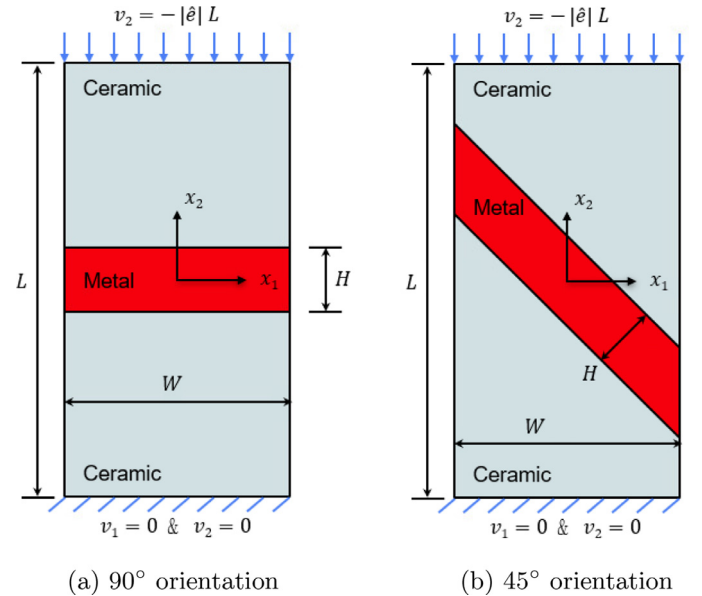 v₂ = −|ê| L
Ceramic
x₂
L
Metal
x₁
H
W
Ceramic
v₁ = 0 & v₂ = 0
(a) 90° orientation
v₂ = −|ê| L
Ceramic
Metal
x₂
L
x₁
H
W
Ceramic
v₁ = 0 & v₂ = 0
(b) 45° orientation